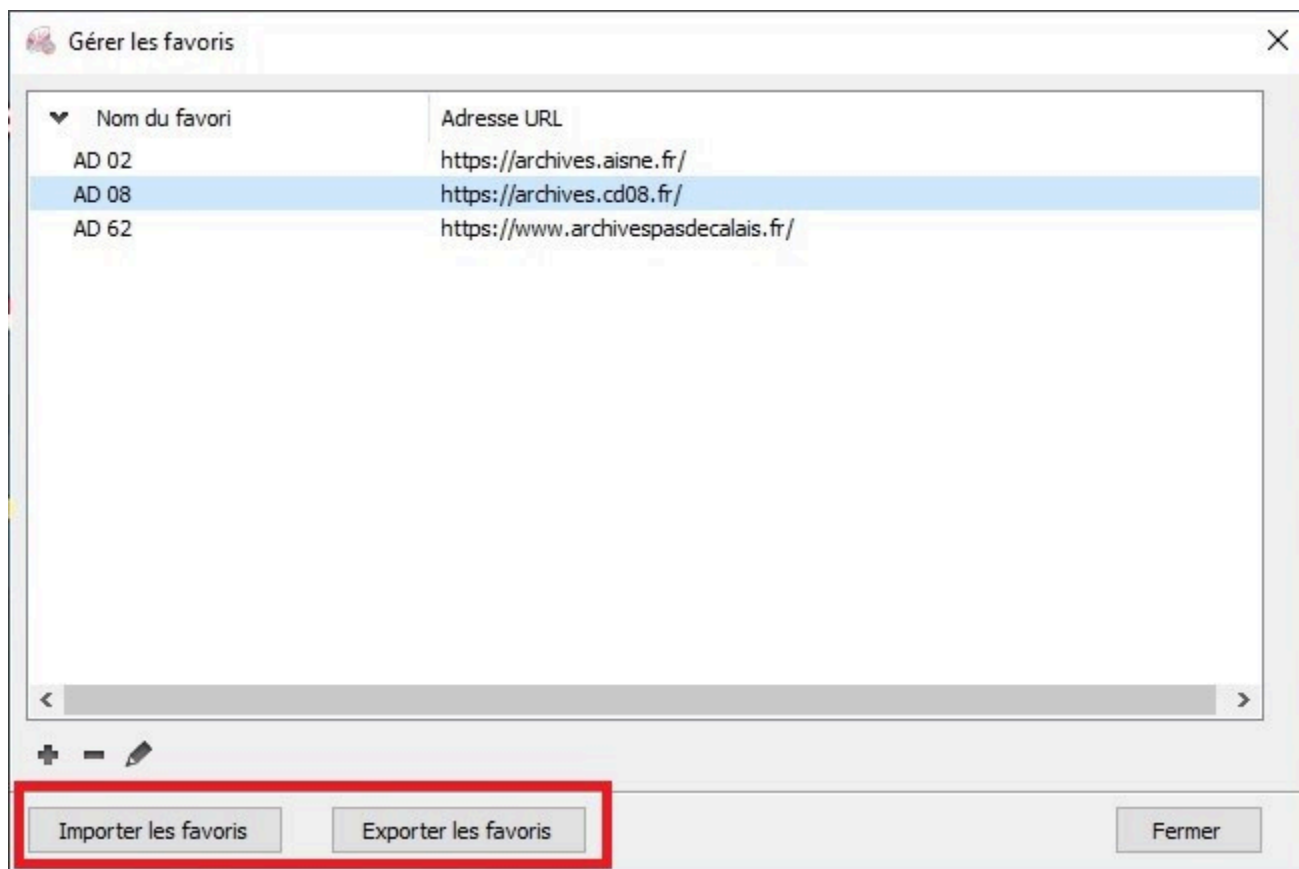 Gérer les favoris
Nom du favori Adresse URL
AD 02 https://archives.aisne.fr/
AD 08 https://archives.cd08.fr/
AD 62 https://www.archivespasdecalais.fr/
Importer les favoris Exporter les favoris Fermer